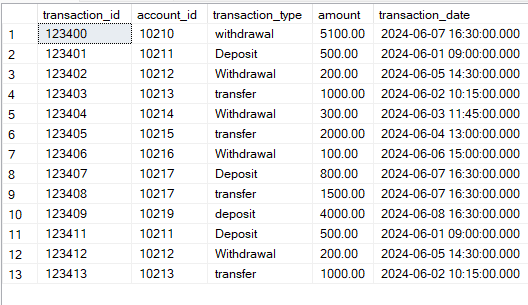 transaction_id account_id transaction_type amount transaction_date
1 123400 10210 withdrawal 5100.00 2024-06-07 16:30:00.000
2 123401 10211 Deposit 500.00 2024-06-01 09:00:00.000
3 123402 10212 Withdrawal 200.00 2024-06-05 14:30:00.000
4 123403 10213 transfer 1000.00 2024-06-02 10:15:00.000
5 123404 10214 Withdrawal 300.00 2024-06-03 11:45:00.000
6 123405 10215 transfer 2000.00 2024-06-04 13:00:00.000
7 123406 10216 Withdrawal 100.00 2024-06-06 15:00:00.000
8 123407 10217 Deposit 800.00 2024-06-07 16:30:00.000
9 123408 10217 transfer 1500.00 2024-06-07 16:30:00.000
10 123409 10219 deposit 4000.00 2024-06-08 16:30:00.000
11 123411 10211 Deposit 500.00 2024-06-01 09:00:00.000
12 123412 10212 Withdrawal 200.00 2024-06-05 14:30:00.000
13 123413 10213 transfer 1000.00 2024-06-02 10:15:00.000